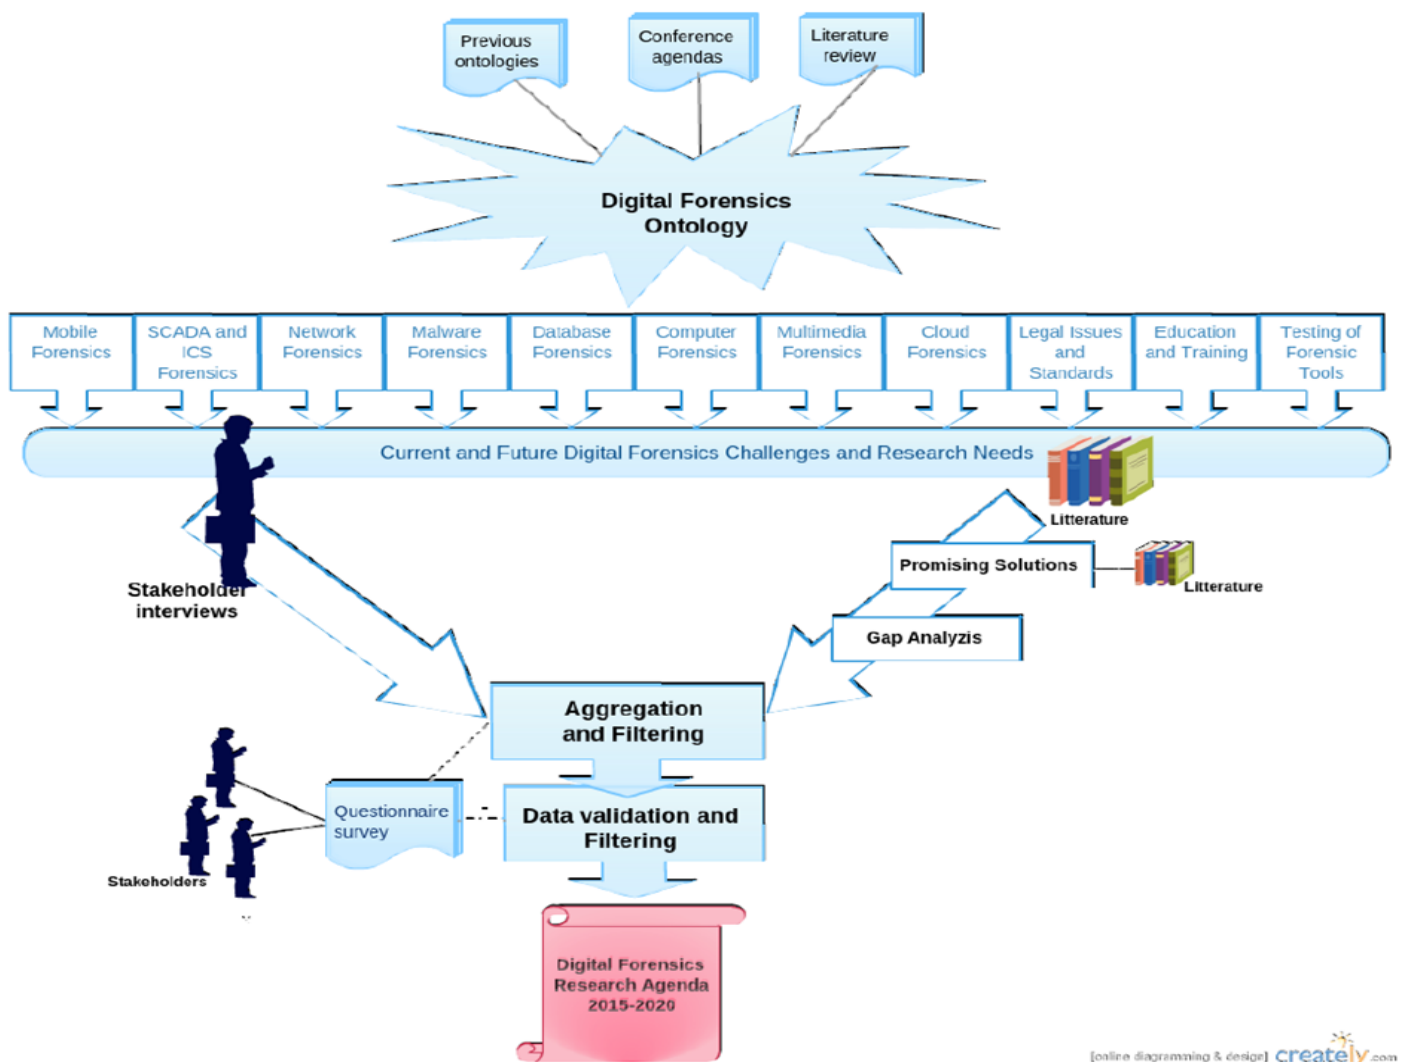 Previous
ontologies
Conference
agendas
Literature
review
Digital Forensics
Ontology
Mobile
Forensics
SCADA and
ICS
Forensics
Network
Forensics
Malware
Forensics
Database
Forensics
Computer
Forensics
Multimedia
Forensics
Cloud
Forensics
Legal Issues
and
Standards
Education
and Training
Testing of
Forensic
Tools
Current and Future Digital Forensics Challenges and Research Needs
Litterature
Promising Solutions
Litterature
Stakeholder
interviews
Gap Analyzis
Aggregation
and Filtering
Questionnaire
survey
Data validation and
Filtering
Stakeholders
Digital Forensics
Research Agenda
2015-2020
[online diagramming & design] creately.com